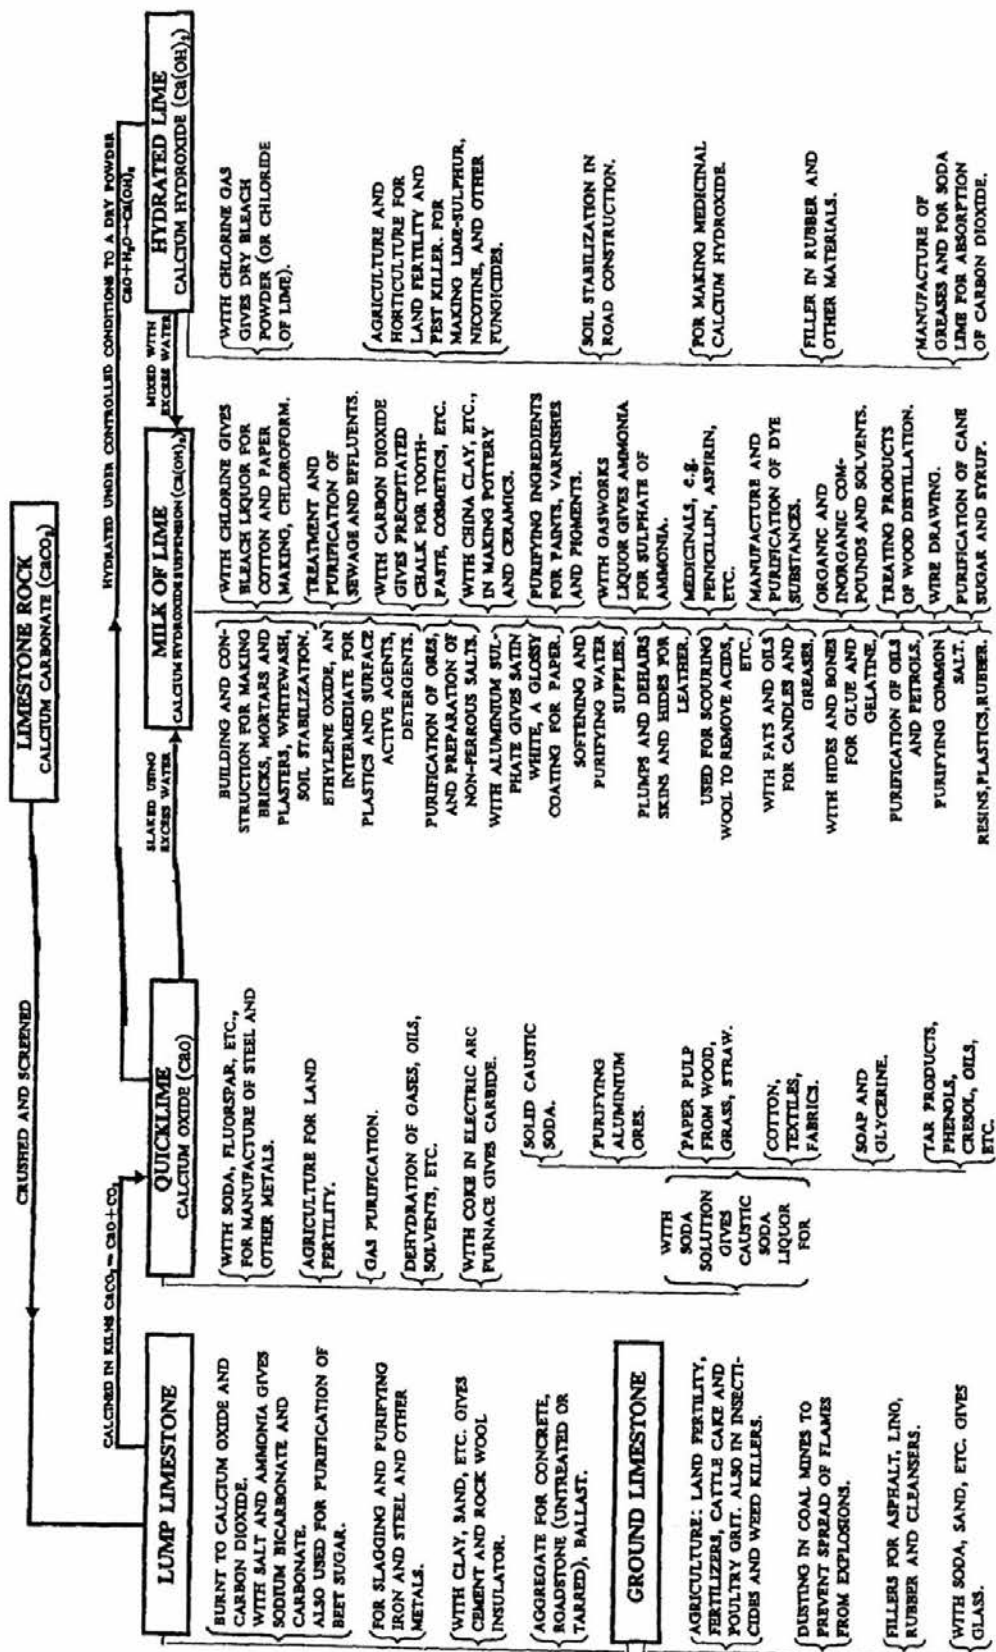 LIMESTONE ROCK
CALCIUM CARBONATE (CaCO₃)
CRUSHED AND SCREENED
HYDRATED UNDER CONTROLLED CONDITIONS TO A DRY POWDER
CaO+H₂O→Ca(OH)₂
CALCINED IN KILNS CaCO₃ = CaO+CO₂
SLAKED USING
EXCESS WATER
MIXED WITH
EXCESS WATER
LUMP LIMESTONE
BURNT TO CALCIUM OXIDE AND
CARBON DIOXIDE.
WITH SALT AND AMMONIA GIVES
SODIUM BICARBONATE AND
CARBONATE.
ALSO USED FOR PURIFICATION OF
BEET SUGAR.
FOR SLAGGING AND PURIFYING
IRON AND STEEL AND OTHER
METALS.
WITH CLAY, SAND, ETC. GIVES
CEMENT AND ROCK WOOL
INSULATOR.
AGGREGATE FOR CONCRETE,
ROADSTONE (UNTREATED OR
TARRED), BALLAST.
GROUND LIMESTONE
AGRICULTURE: LAND FERTILITY,
FERTILIZERS, CATTLE CAKE AND
POULTRY GRIT. ALSO IN INSECTI-
CIDES AND WEED KILLERS.
DUSTING IN COAL MINES TO
PREVENT SPREAD OF FLAMES
FROM EXPLOSIONS.
FILLERS FOR ASPHALT, LINO,
RUBBER AND CLEANSERS.
WITH SODA, SAND, ETC. GIVES
GLASS.
QUICKLIME
CALCIUM OXIDE (CaO)
WITH SODA, FLUORSPAR, ETC.,
FOR MANUFACTURE OF STEEL AND
OTHER METALS.
AGRICULTURE FOR LAND
FERTILITY.
GAS PURIFICATION.
DEHYDRATION OF GASES, OILS,
SOLVENTS, ETC.
WITH COKE IN ELECTRIC ARC
FURNACE GIVES CARBIDE.
WITH
SODA
SOLUTION
GIVES
CAUSTIC
SODA
LIQUOR
FOR
SOLID CAUSTIC
SODA.
PURIFYING
ALUMINIUM
ORES.
PAPER PULP
FROM WOOD,
GRASS, STRAW.
COTTON,
TEXTILES,
FABRICS.
SOAP AND
GLYCERINE.
TAR PRODUCTS,
PHENOLS,
CRESOL, OILS,
ETC.
MILK OF LIME
CALCIUM HYDROXIDE SUSPENSION (Ca(OH)₂)
BUILDING AND CON-
STRUCTION FOR MAKING
BRICKS, MORTARS AND
PLASTERS, WHITEWASH,
SOIL STABILIZATION.
ETHYLENE OXIDE, AN
INTERMEDIATE FOR
PLASTICS AND SURFACE
ACTIVE AGENTS,
DETERGENTS.
PURIFICATION OF ORES,
AND PREPARATION OF
NON-FERROUS SALTS.
WITH ALUMINIUM SUL-
PHATE GIVES SATIN
WHITE, A GLOSSY
COATING FOR PAPER.
SOFTENING AND
PURIFYING WATER
SUPPLIES.
PLUMPS AND DEHAIRS
SKINS AND HIDES FOR
LEATHER.
USED FOR SCOURING
WOOL TO REMOVE ACIDS,
ETC.
WITH FATS AND OILS
FOR CANDLES AND
GREASES.
WITH HIDES AND BONES
FOR GLUE AND
GELATINE.
PURIFICATION OF OILS
AND PETROLS.
PURIFYING COMMON
SALT.
RESINS, PLASTICS, RUBBER.
WITH CHLORINE GIVES
BLEACH LIQUOR FOR
COTTON AND PAPER
MAKING, CHLOROFORM.
TREATMENT AND
PURIFICATION OF
SEWAGE AND EFFLUENTS.
WITH CARBON DIOXIDE
GIVES PRECIPITATED
CHALK FOR TOOTH-
PASTE, COSMETICS, ETC.
WITH CHINA CLAY, ETC.,
IN MAKING POTTERY
AND CERAMICS.
PURIFYING INGREDIENTS
FOR PAINTS, VARNISHES
AND PIGMENTS.
WITH GASWORKS
LIQUOR GIVES AMMONIA
FOR SULPHATE OF
AMMONIA.
MEDICINALS, e.g.
PENICILLIN, ASPIRIN,
ETC.
MANUFACTURE AND
PURIFICATION OF DYE
SUBSTANCES.
ORGANIC AND
INORGANIC COM-
POUNDS AND SOLVENTS.
TREATING PRODUCTS
OF WOOD DISTILLATION.
WIRE DRAWING.
PURIFICATION OF CANE
SUGAR AND SYRUP.
HYDRATED LIME
CALCIUM HYDROXIDE (Ca(OH)₂)
WITH CHLORINE GAS
GIVES DRY BLEACH
POWDER (OR CHLORIDE
OF LIME).
AGRICULTURE AND
HORTICULTURE FOR
LAND FERTILITY AND
PEST KILLER. FOR
MAKING LIME-SULPHUR,
NICOTINE, AND OTHER
FUNGICIDES.
SOIL STABILIZATION IN
ROAD CONSTRUCTION.
FOR MAKING MEDICINAL
CALCIUM HYDROXIDE.
FILLER IN RUBBER AND
OTHER MATERIALS.
MANUFACTURE OF
GREASES AND FOR SODA
LIME FOR ABSORPTION
OF CARBON DIOXIDE.